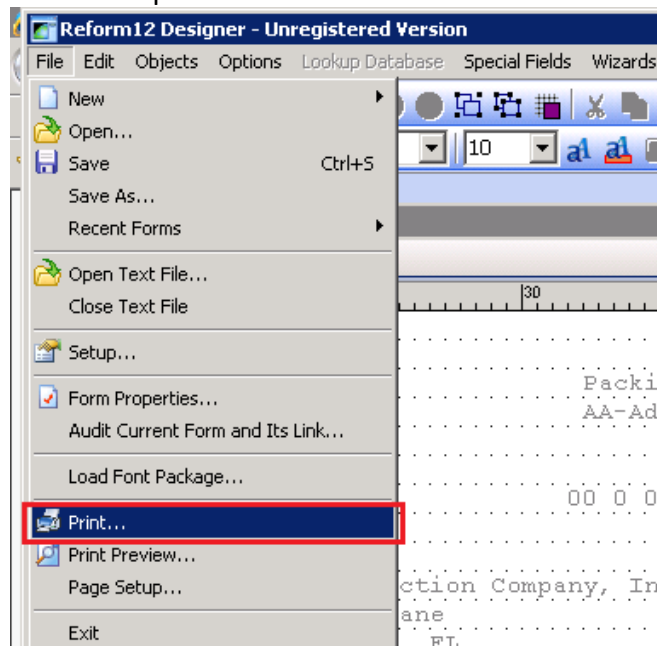 Reform12 Designer - Unregistered Version
File Edit Objects Options Lookup Database Special Fields Wizards
New
Open...
10
Save Ctrl+S
Save As...
Recent Forms
Open Text File...
30
Close Text File
Setup...
Packi
Form Properties...
AA-Ad
Audit Current Form and Its Link...
Load Font Package...
00 0 0
Print...
Print Preview...
Page Setup...
ction Company, In
ane
Exit
FL